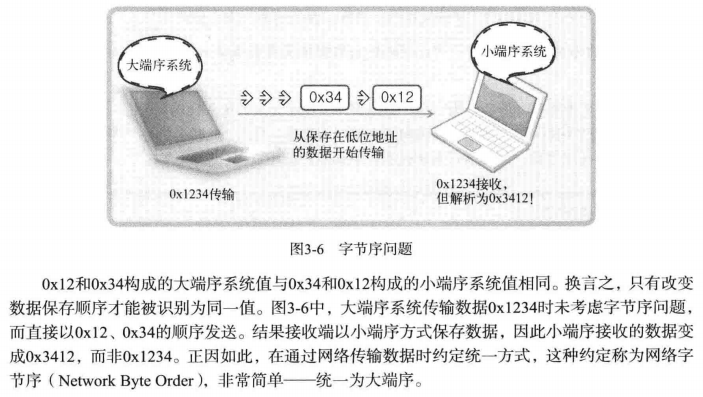 大端序系统
小端序系统
0x34
0x12
从保存在低位地址
的数据开始传输
0x1234传输
0x1234接收，
但解析为0x3412！
图3-6 字节序问题
0x12和0x34构成的大端序系统值与0x34和0x12构成的小端序系统值相同。换言之，只有改变
数据保存顺序才能被识别为同一值。图3-6中，大端序系统传输数据0x1234时未考虑字节序问题，
而直接以0x12、0x34的顺序发送。结果接收端以小端序方式保存数据，因此小端序接收的数据变
成0x3412，而非0x1234。正因如此，在通过网络传输数据时约定统一方式，这种约定称为网络字
节序（Network Byte Order），非常简单——统一为大端序。